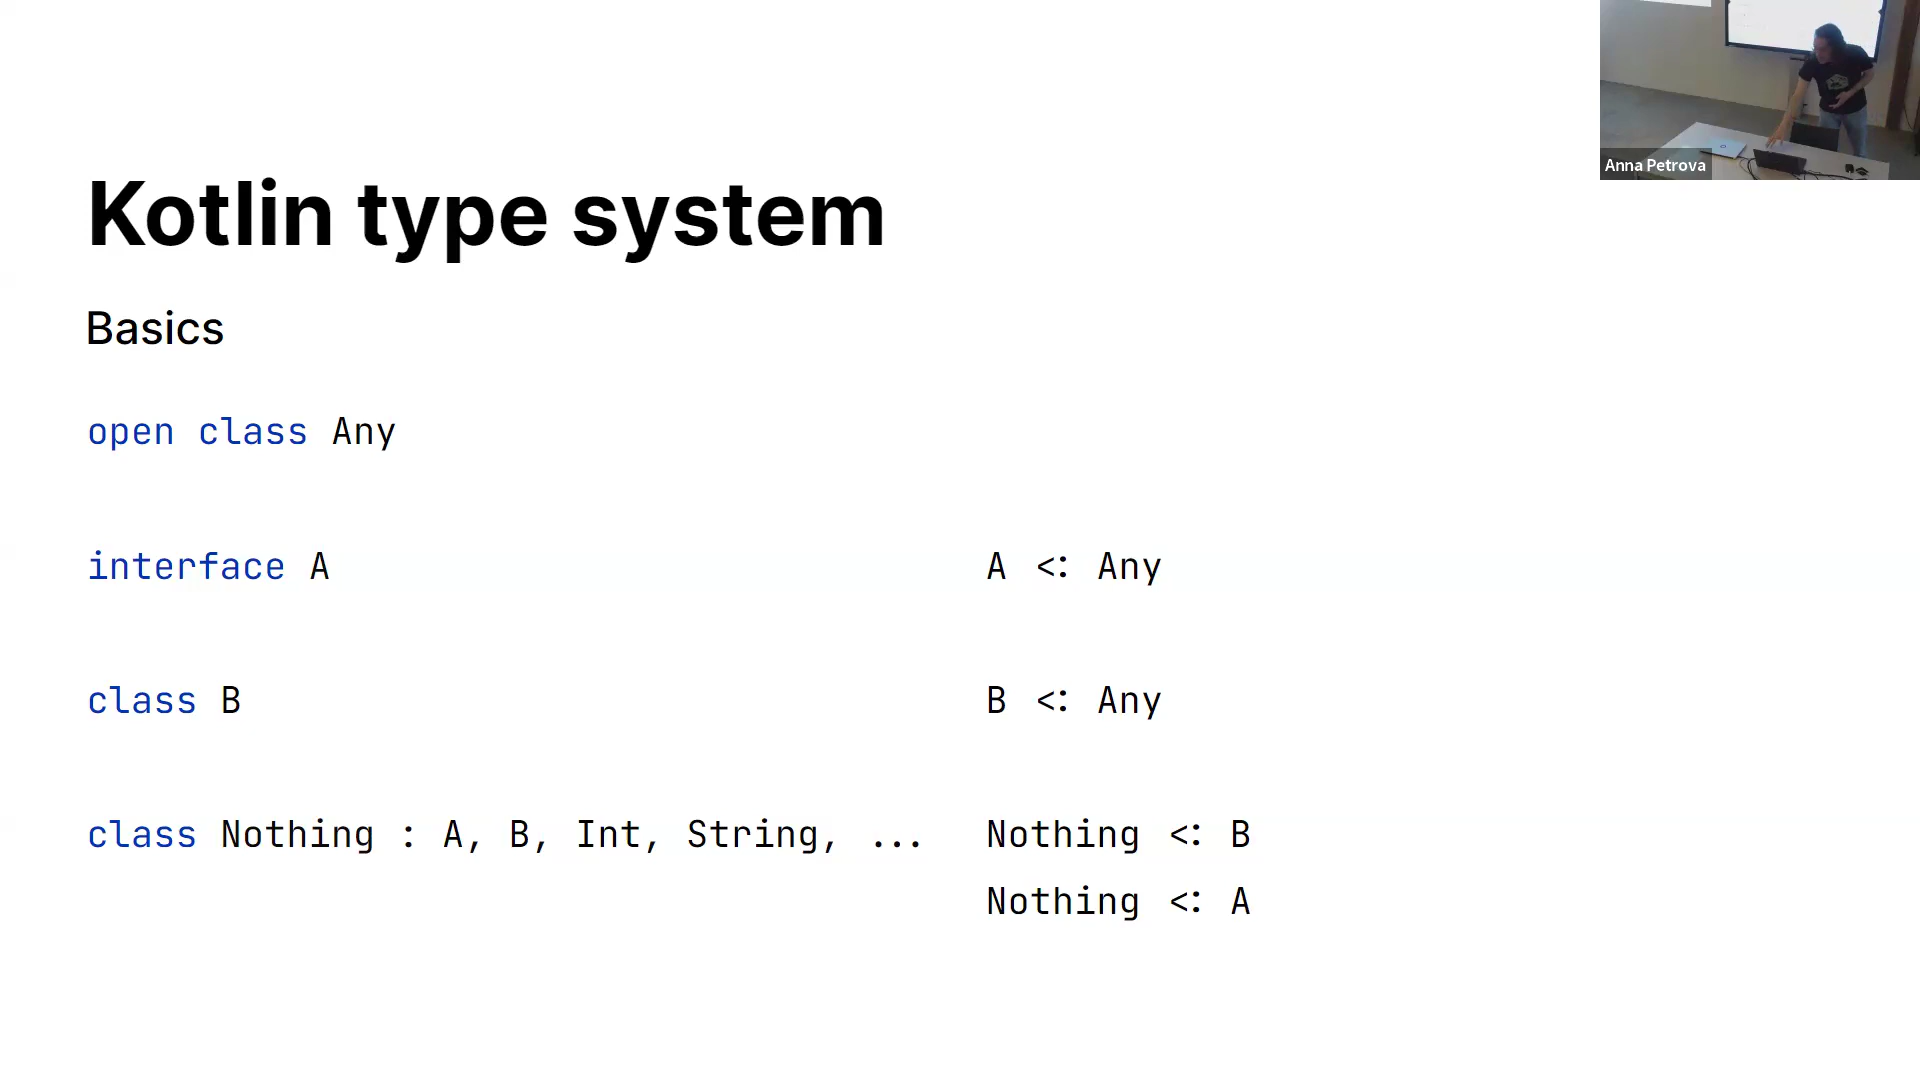 Kotlin type system
Basics
open class Any
interface A
A <: Any
class B
B <: Any
class Nothing : A, B, Int, String, ...
Nothing <: B
Nothing <: A
Anna Petrova